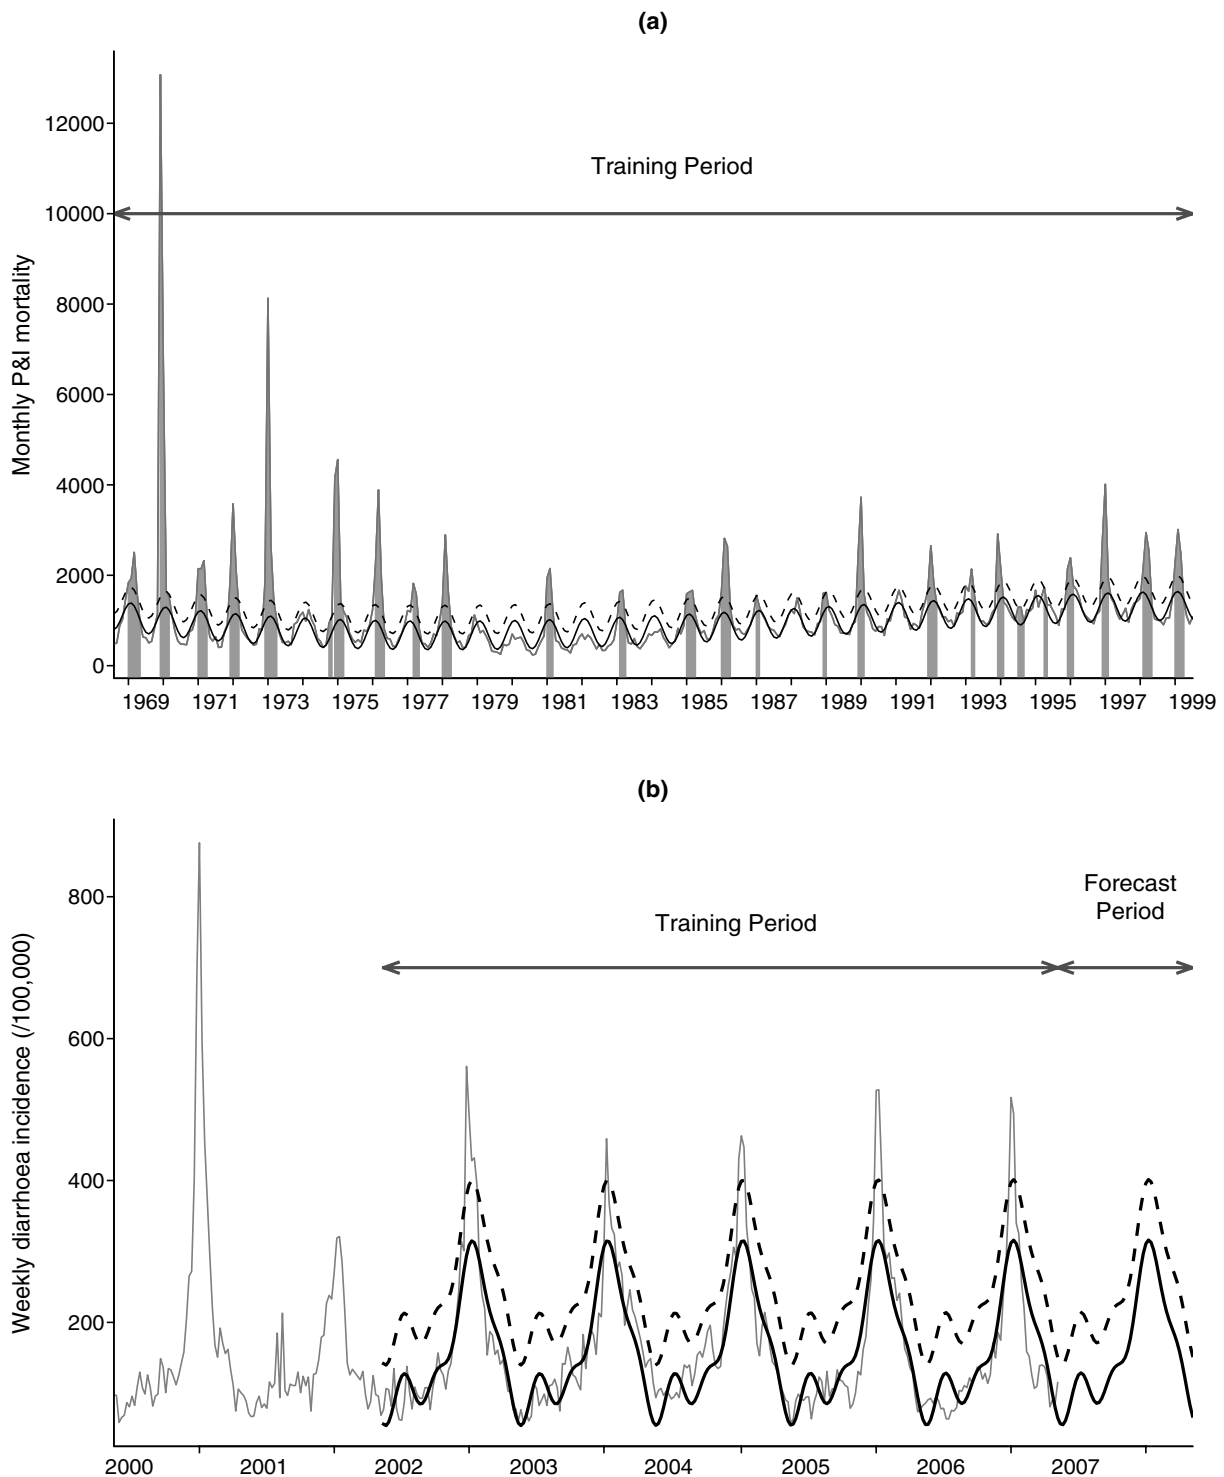 (a)
12000
10000
8000
6000
4000
2000
0
Monthly P&I mortality
Training Period
1969 1971 1973 1975 1977 1979 1981 1983 1985 1987 1989 1991 1993 1995 1997 1999
(b)
800
600
400
200
Weekly diarrhoea incidence (/100,000)
Training Period
Forecast
Period
2000 2001 2002 2003 2004 2005 2006 2007